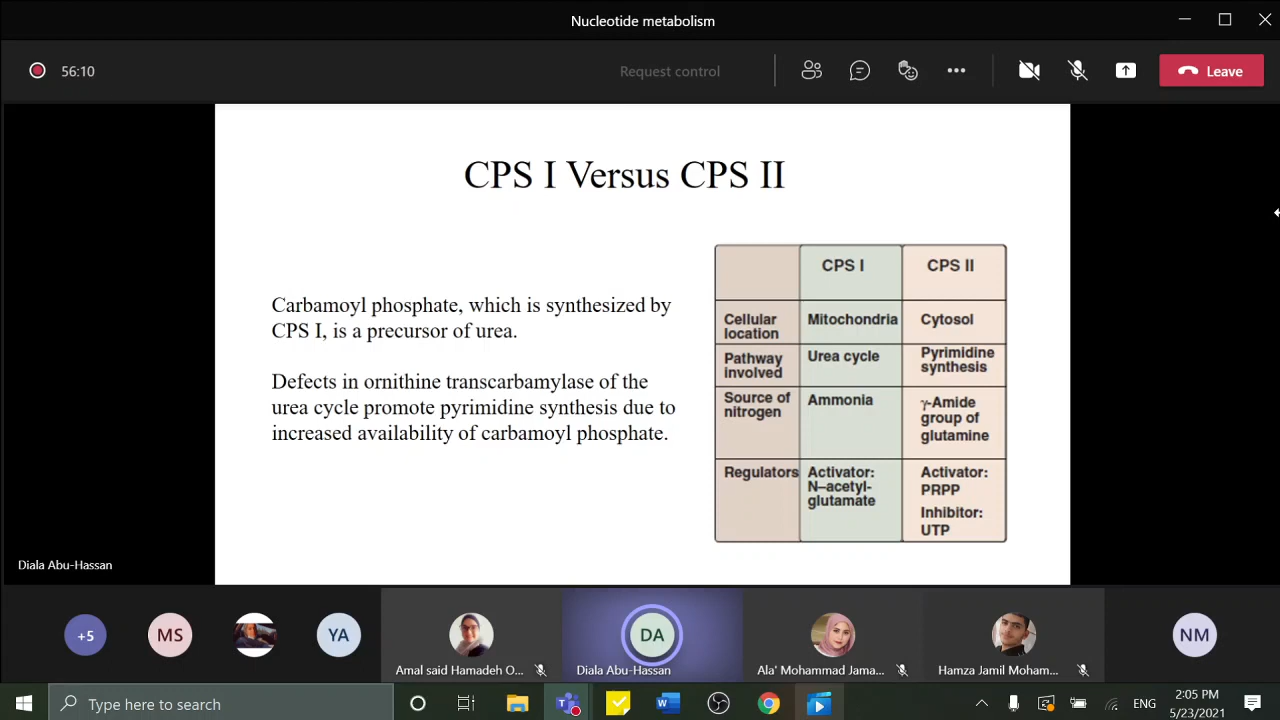 Nucleotide metabolism
56:10
Request control
Leave
CPS I Versus CPS II
Carbamoyl phosphate, which is synthesized by
CPS I, is a precursor of urea.
Defects in ornithine transcarbamylase of the
urea cycle promote pyrimidine synthesis due to
increased availability of carbamoyl phosphate.
CPS I
CPS II
Cellular
location
Mitochondria
Cytosol
Pathway
involved
Urea cycle
Pyrimidine
synthesis
Source of
nitrogen
Ammonia
γ-Amide
group of
glutamine
Regulators
Activator:
N–acetyl-
glutamate
Activator:
PRPP
Inhibitor:
UTP
Diala Abu-Hassan
+5
MS
YA
DA
NM
Amal said Hamadeh O...
Diala Abu-Hassan
Ala' Mohammad Jama...
Hamza Jamil Moham...
Type here to search
ENG
2:05 PM
5/23/2021